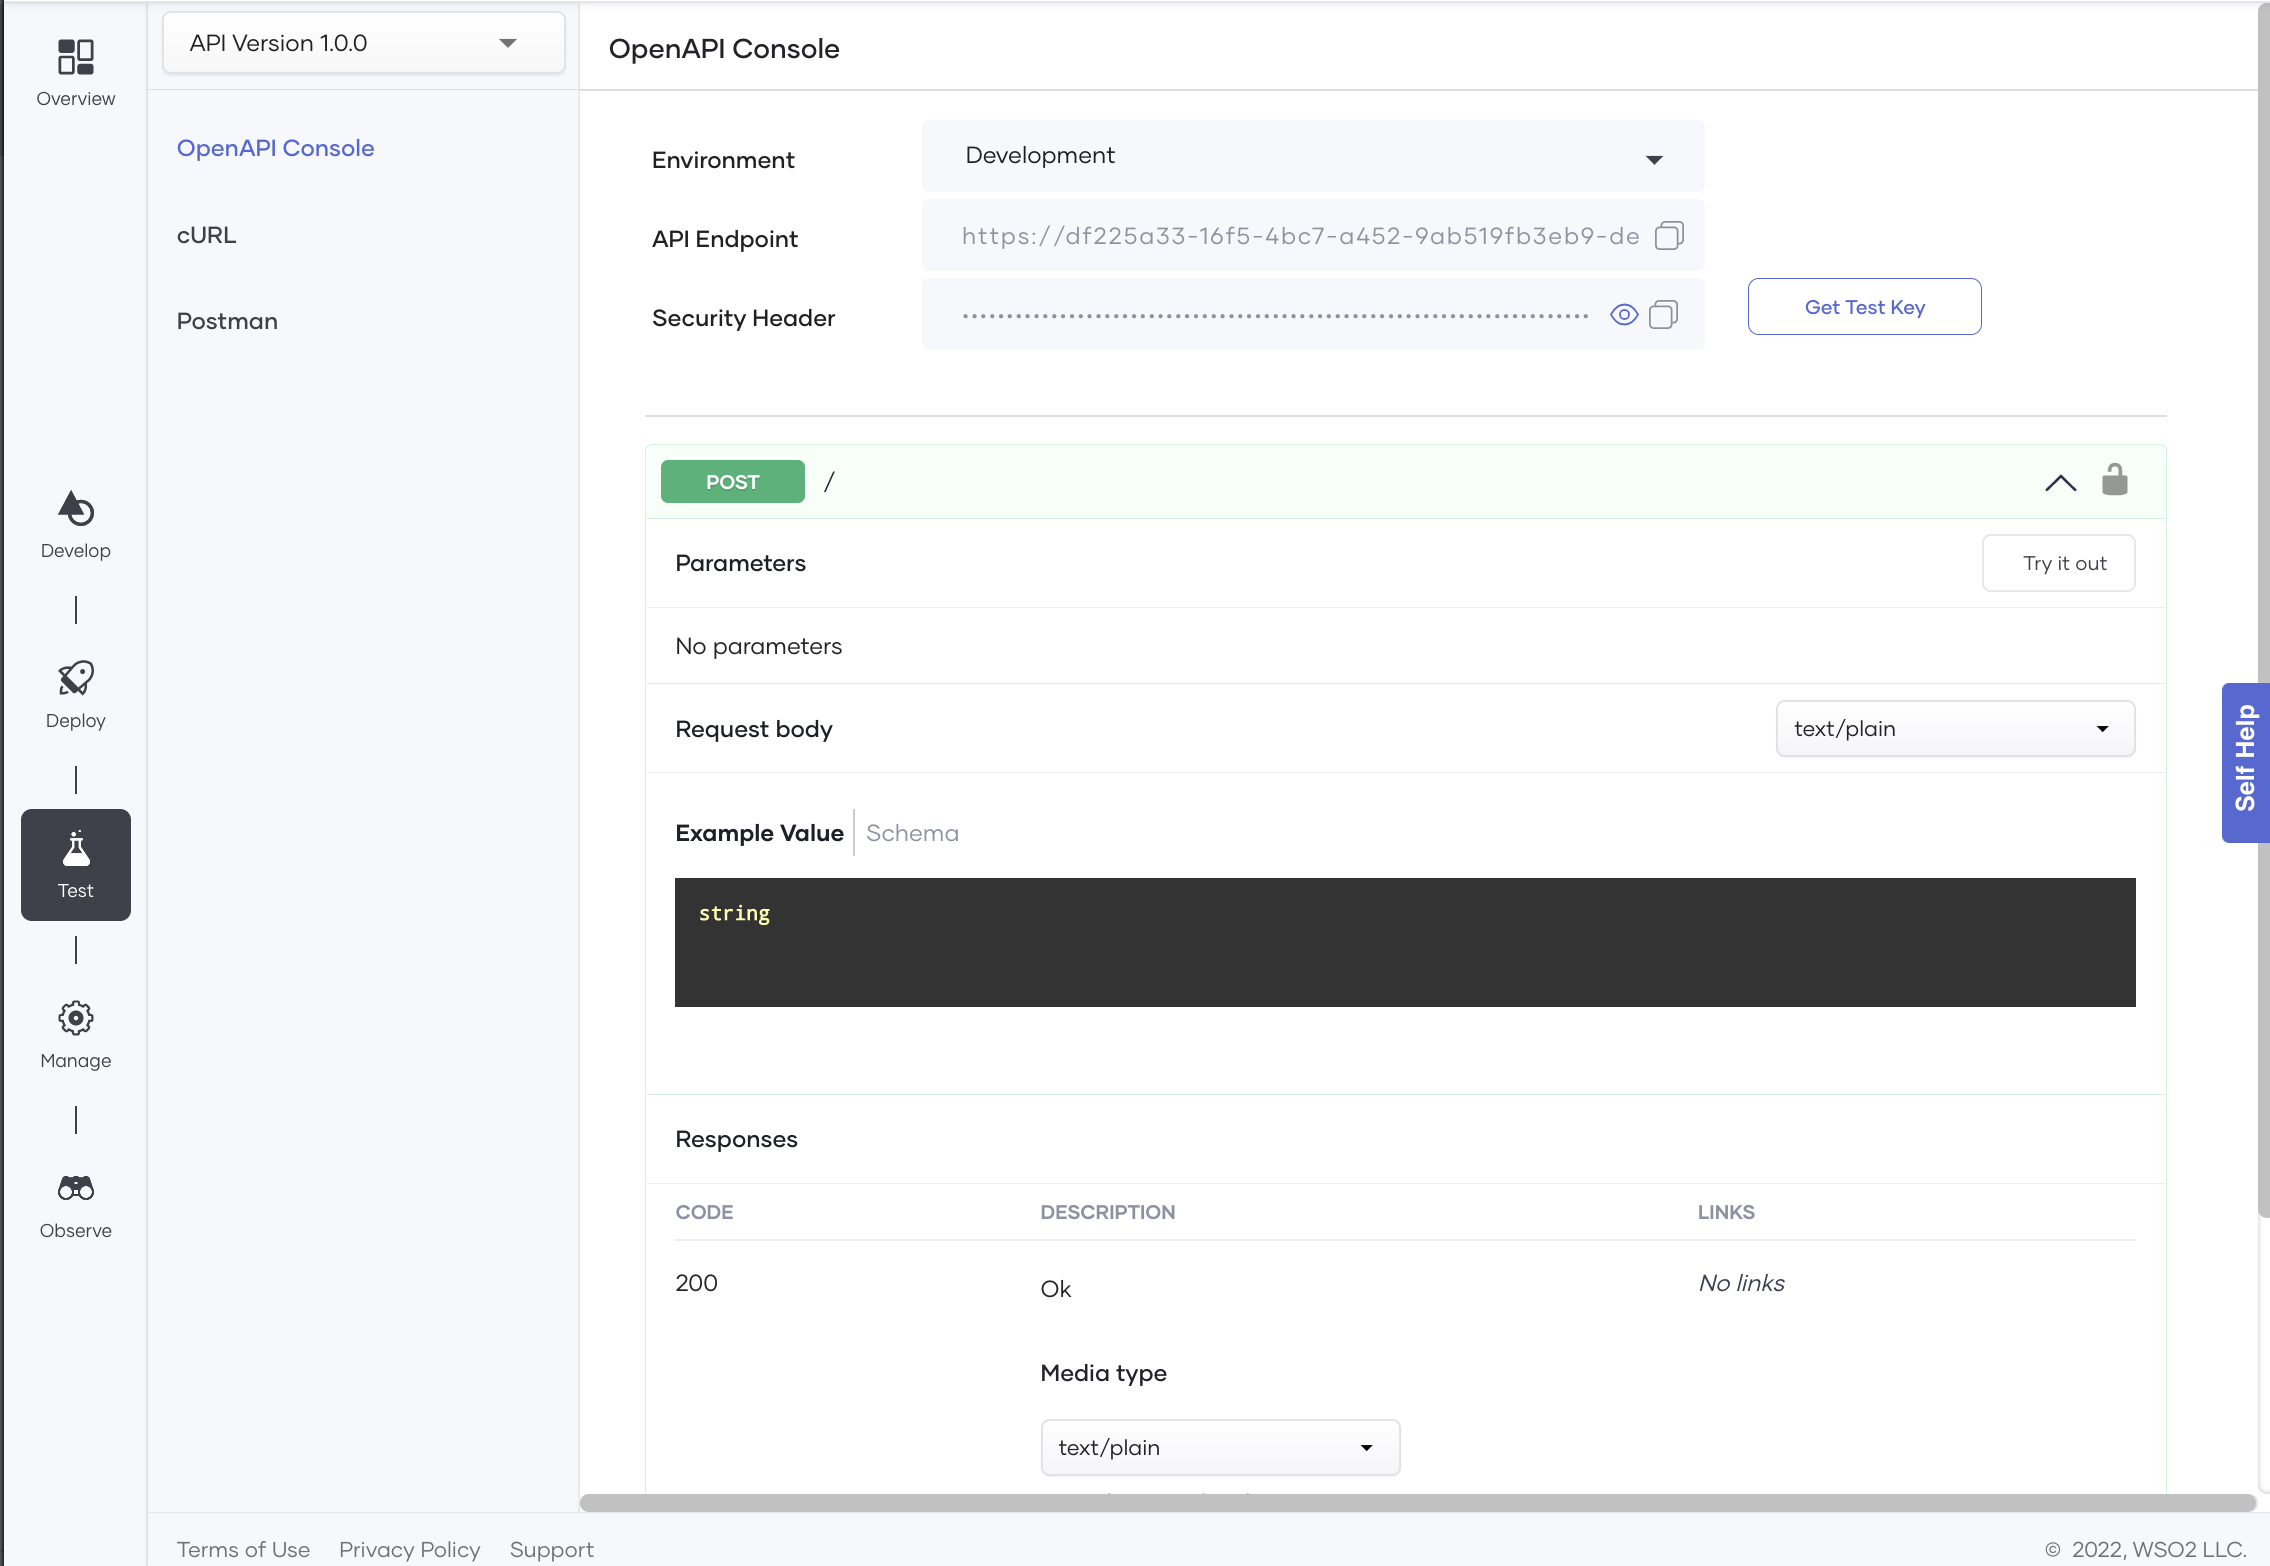 Overview
API Version 1.0.0
OpenAPI Console
OpenAPI Console
cURL
Postman
Environment
Development
API Endpoint
https://df225a33-16f5-4bc7-a452-9ab519fb3eb9-de
Security Header
Get Test Key
POST /
Parameters
Try it out
No parameters
Request body
text/plain
Example Value
Schema
string
Responses
CODE
DESCRIPTION
LINKS
200
Ok
No links
Media type
text/plain
Develop
Deploy
Test
Manage
Observe
Self Help
Terms of Use
Privacy Policy
Support
© 2022, WSO2 LLC.